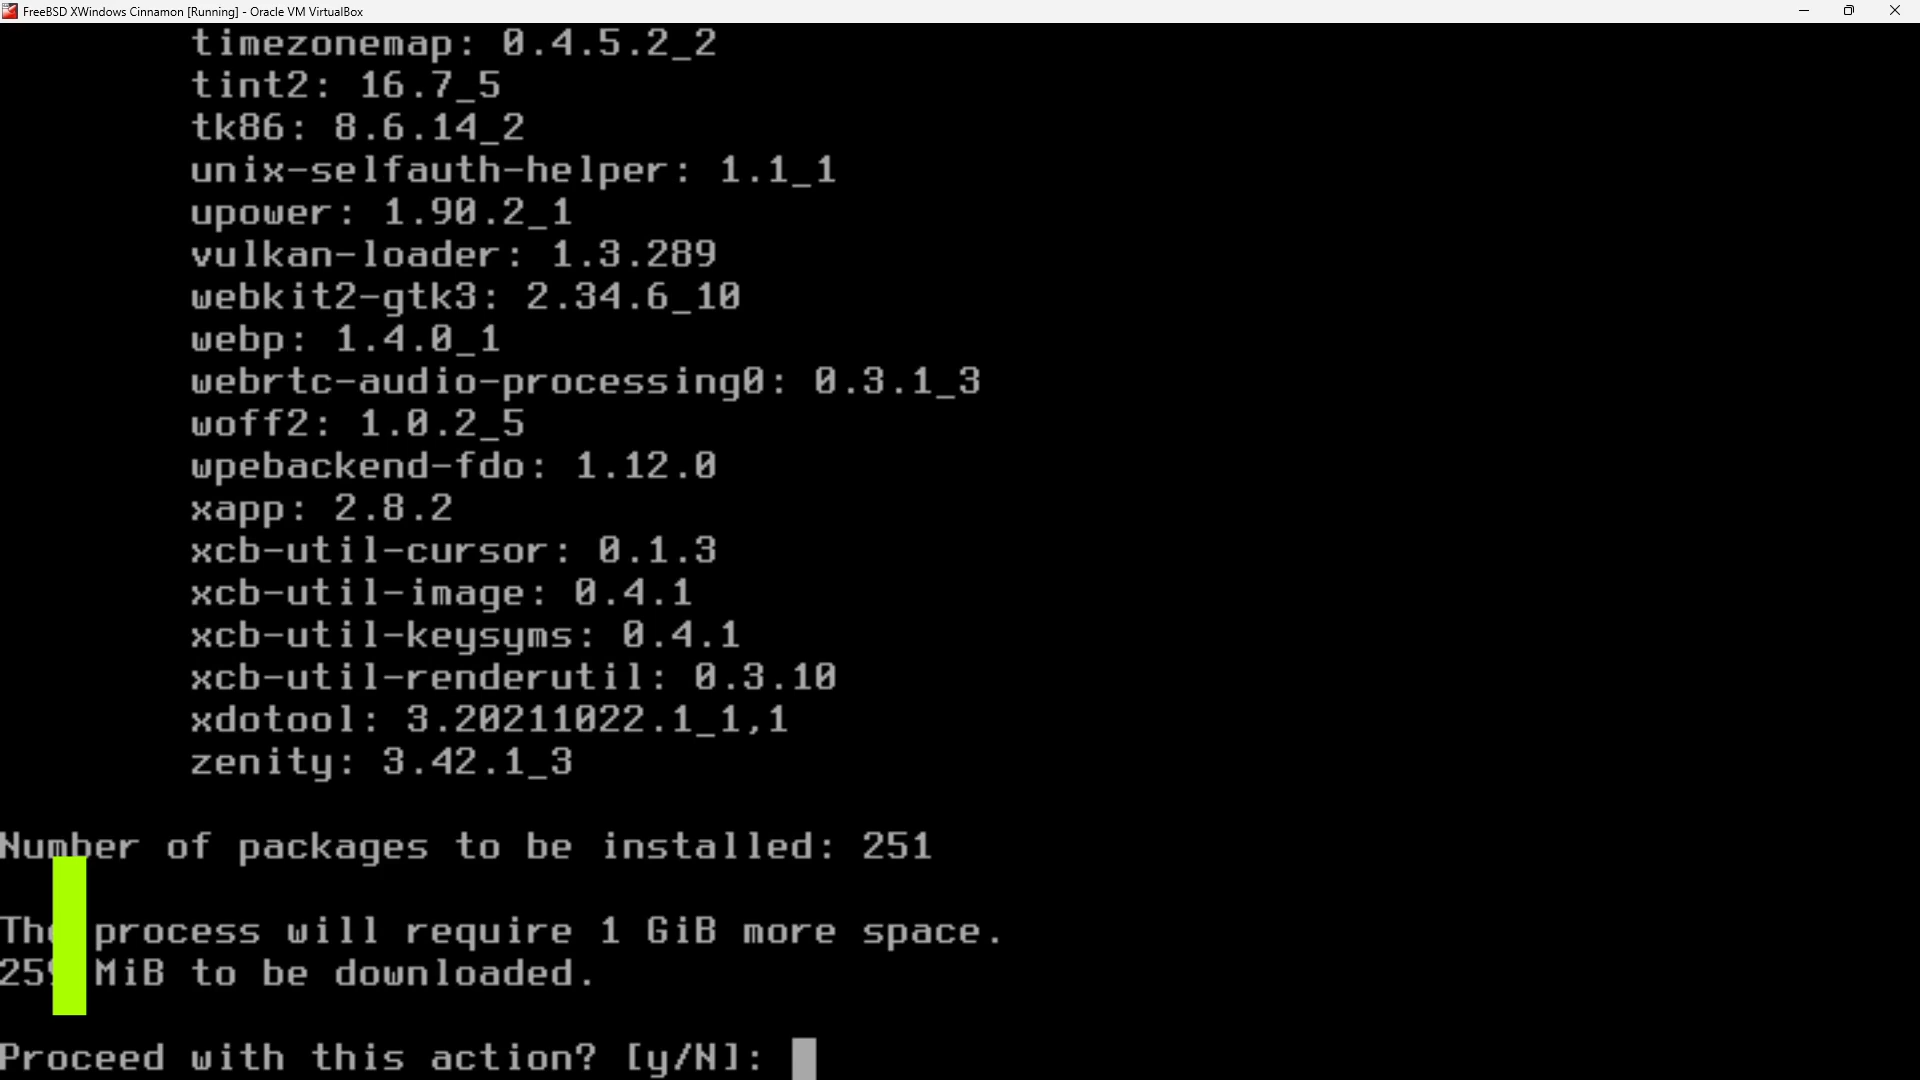 FreeBSD XWindows Cinnamon [Running] - Oracle VM VirtualBox
timezonemap: 0.4.5.2_2
tint2: 16.7_5
tk86: 8.6.14_2
unix-selfauth-helper: 1.1_1
upower: 1.90.2_1
vulkan-loader: 1.3.289
webkit2-gtk3: 2.34.6_10
webp: 1.4.0_1
webrtc-audio-processing0: 0.3.1_3
woff2: 1.0.2_5
wpebackend-fdo: 1.12.0
xapp: 2.8.2
xcb-util-cursor: 0.1.3
xcb-util-image: 0.4.1
xcb-util-keysyms: 0.4.1
xcb-util-renderutil: 0.3.10
xdotool: 3.20211022.1_1,1
zenity: 3.42.1_3
Number of packages to be installed: 251
The process will require 1 GiB more space.
259 MiB to be downloaded.
Proceed with this action? [y/N]: